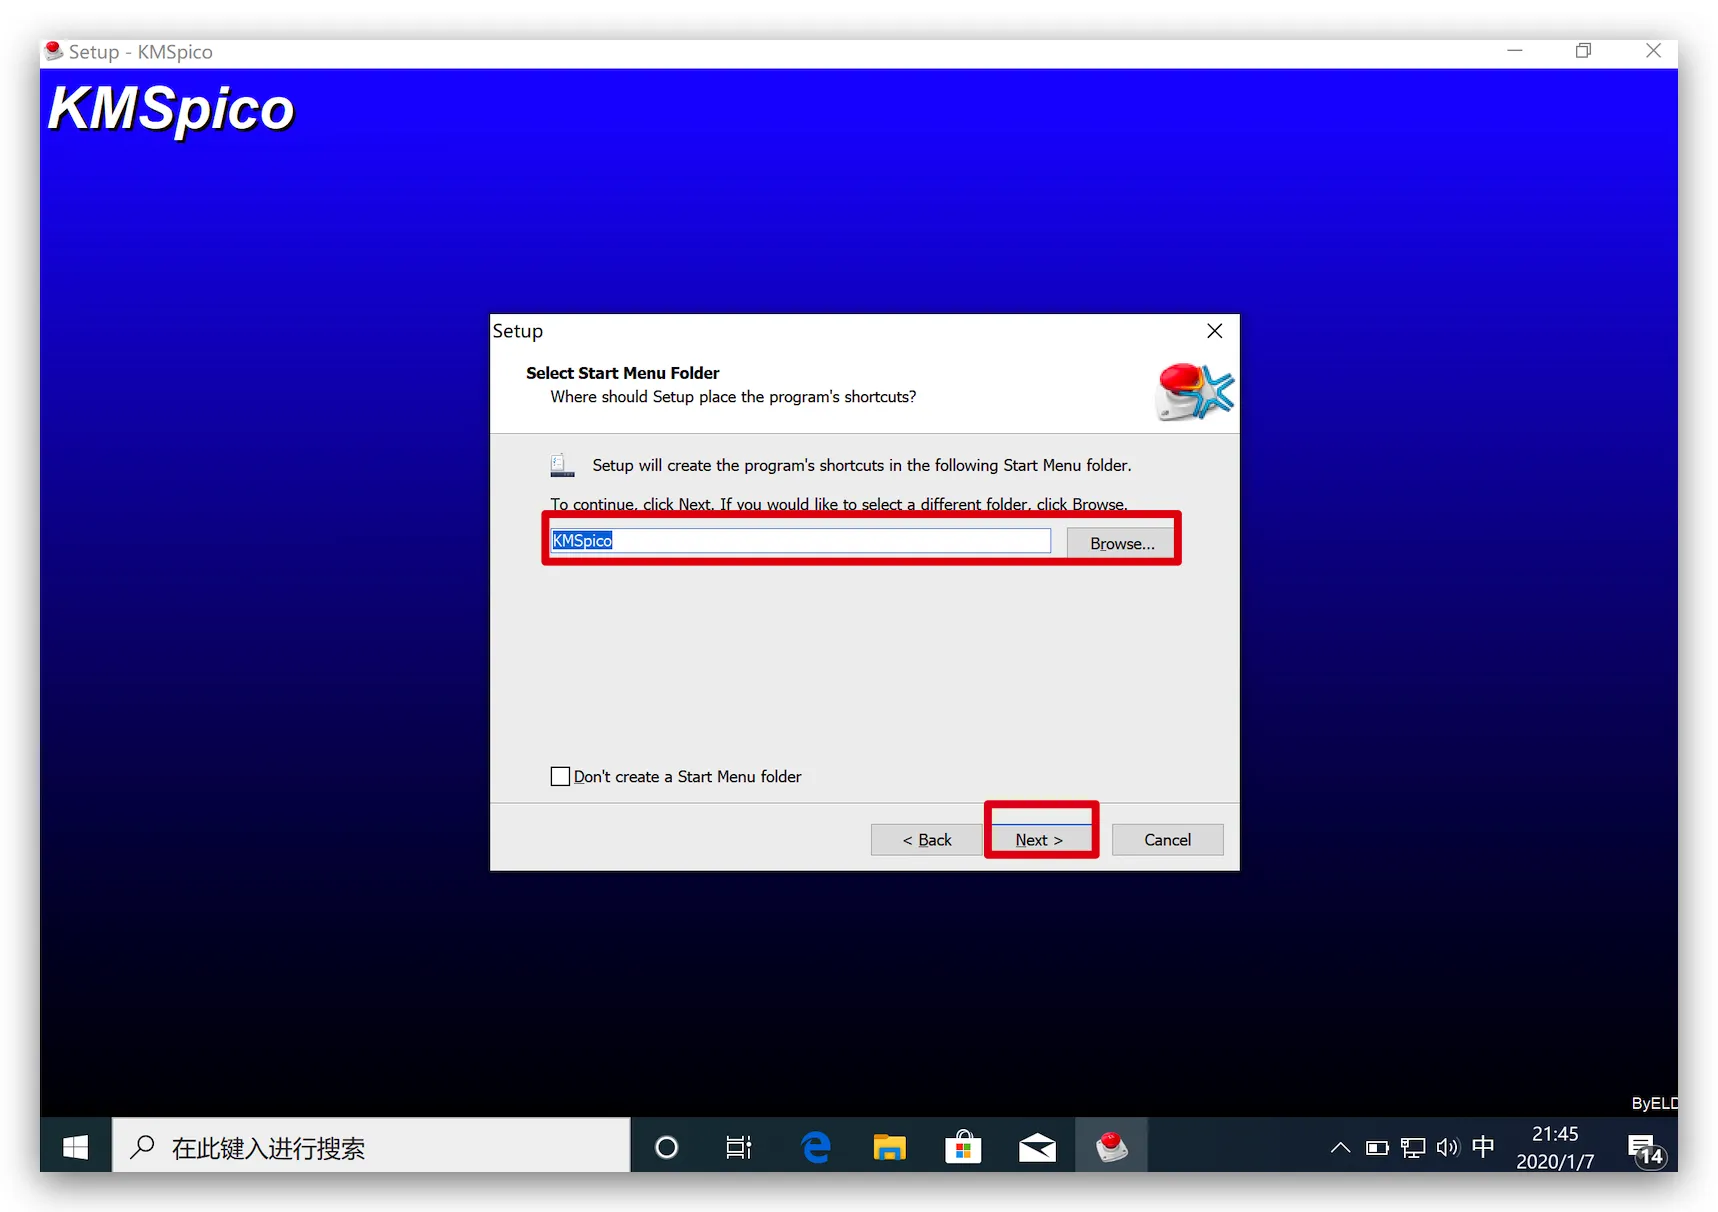 Setup - KMSpico
KMSpico
Setup
Select Start Menu Folder
Where should Setup place the program's shortcuts?
Setup will create the program's shortcuts in the following Start Menu folder.
To continue, click Next. If you would like to select a different folder, click Browse.
KMSpico
Browse...
Don't create a Start Menu folder
< Back
Next >
Cancel
ByELD
在此键入进行搜索
中
21:45
2020/1/7
14